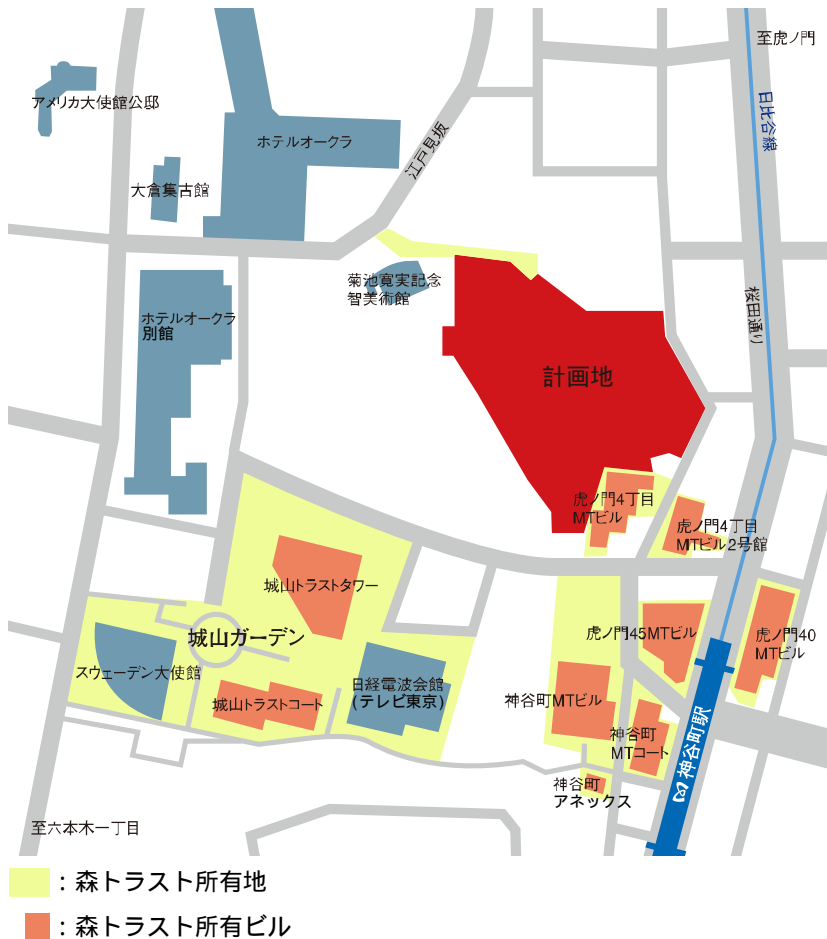 至虎ノ門
アメリカ大使館公邸
日比谷線
ホテルオークラ
江戸見坂
大倉集古館
菊池寛実記念
智美術館
桜田通り
ホテルオークラ
別館
計画地
虎ノ門4丁目
MTビル
虎ノ門4丁目
MTビル2号館
城山トラストタワー
城山ガーデン
虎ノ門45MTビル
虎ノ門40
MTビル
スウェーデン大使館
日経電波会館
(テレビ東京)
城山トラストコート
神谷町MTビル
神谷町
MTコート
神谷町駅
神谷町
アネックス
至六本木一丁目
：森トラスト所有地
：森トラスト所有ビル